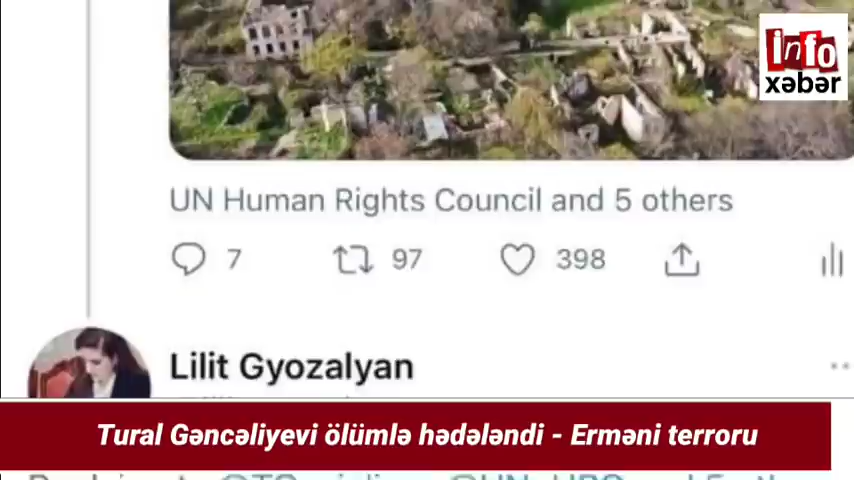 info
xəbər
UN Human Rights Council and 5 others
7 97 398
Lilit Gyozalyan
Tural Gəncəliyevi ölümlə hədələndi - Erməni terroru